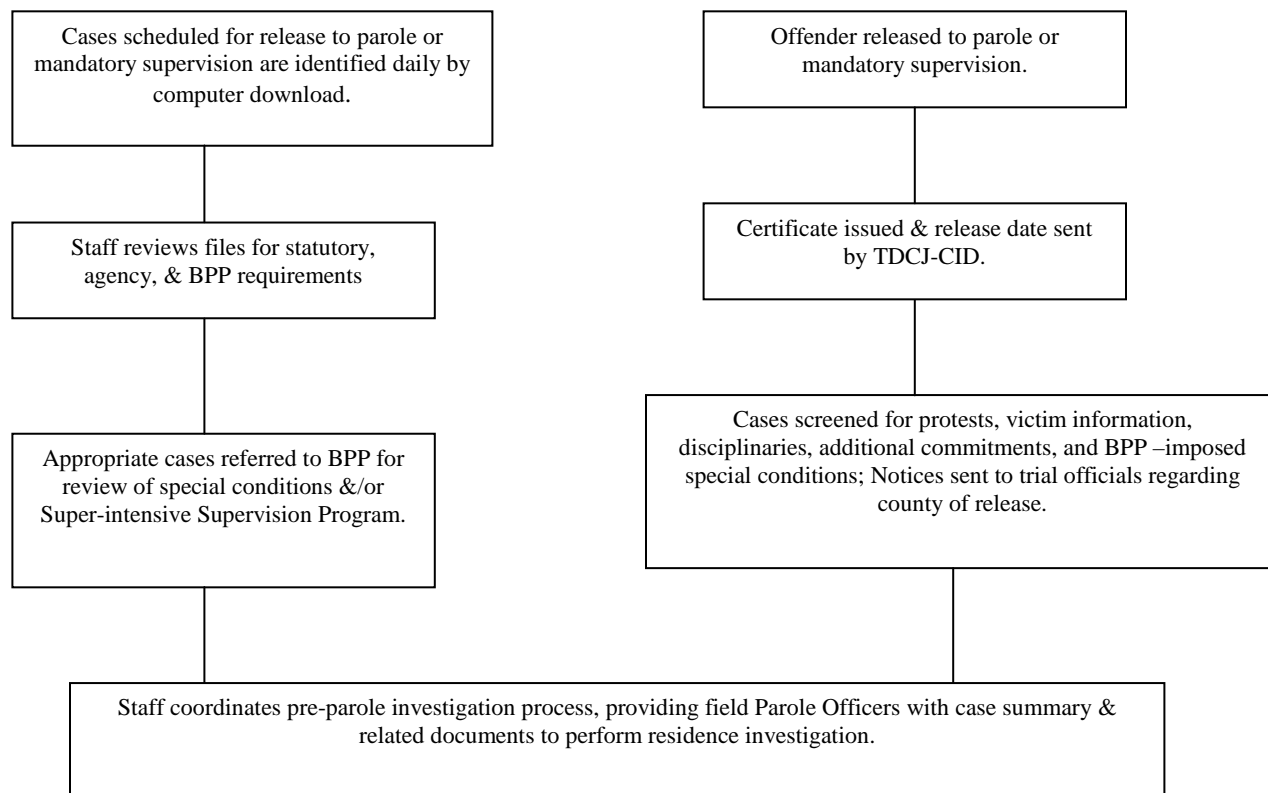 Cases scheduled for release to parole or
mandatory supervision are identified daily by
computer download.
Staff reviews files for statutory,
agency, & BPP requirements
Appropriate cases referred to BPP for
review of special conditions &/or
Super-intensive Supervision Program.
Offender released to parole or
mandatory supervision.
Certificate issued & release date sent
by TDCJ-CID.
Cases screened for protests, victim information,
disciplinaries, additional commitments, and BPP –imposed
special conditions; Notices sent to trial officials regarding
county of release.
Staff coordinates pre-parole investigation process, providing field Parole Officers with case summary &
related documents to perform residence investigation.